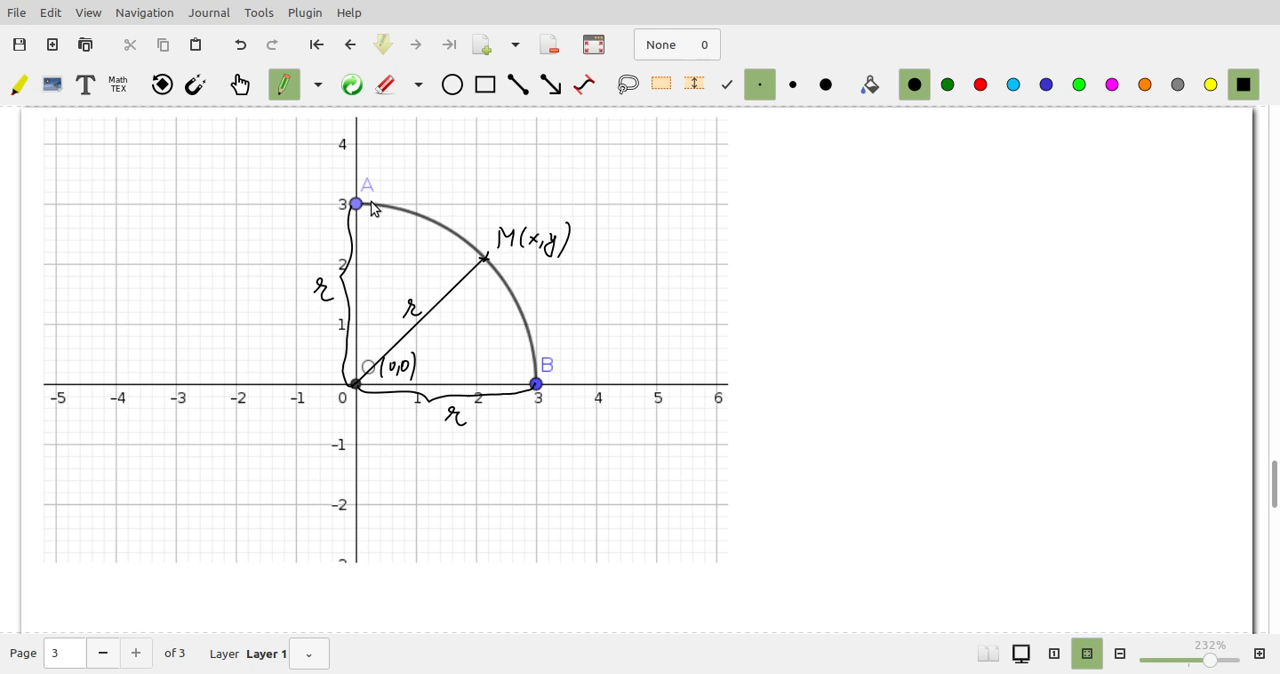 File Edit View Navigation Journal Tools Plugin Help
None 0
T Math TEX
4
A
3
M(x,y)
2
r
r
1
O (0,0)
B
-5 -4 -3 -2 -1 0 1 2 3 4 5 6
r
-1
-2
235%
Page 3 of 3 Layer Layer 1